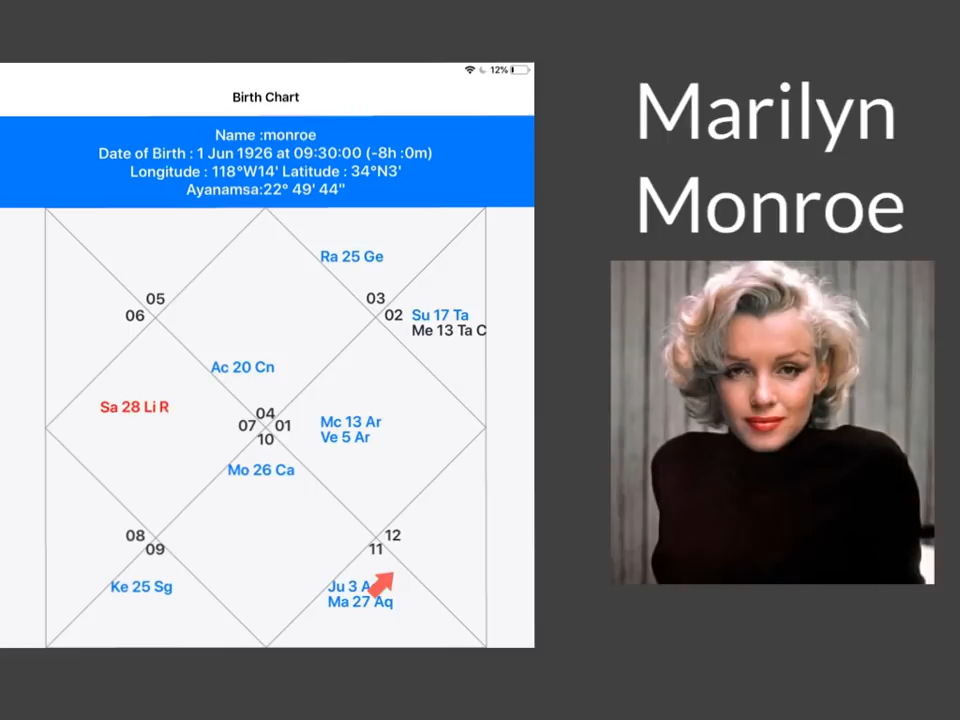 12%
Birth Chart
Name :monroe
Date of Birth : 1 Jun 1926 at 09:30:00 (-8h :0m)
Longitude : 118°W14' Latitude : 34°N3'
Ayanamsa:22° 49' 44"
Ra 25 Ge
05
06
03
02
Su 17 Ta
Me 13 Ta C
Ac 20 Cn
Sa 28 Li R
04
07
01
10
Mc 13 Ar
Ve 5 Ar
Mo 26 Ca
08
09
12
11
Ke 25 Sg
Ju 3
Ma 27 Aq
Marilyn
Monroe